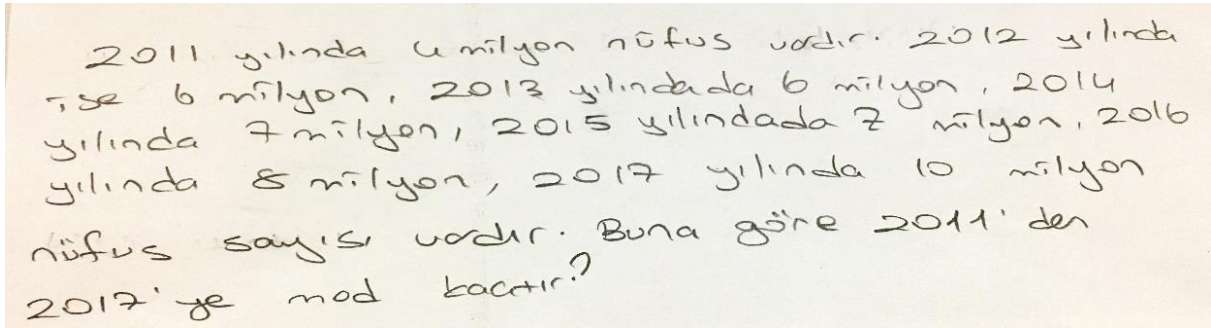 2011 yılında 4 milyon nüfus vardır. 2012 yılında
ise 6 milyon, 2013 yılındada 6 milyon, 2014
yılında 7 milyon, 2015 yılındada 7 milyon, 2016
yılında 8 milyon, 2017 yılında 10 milyon
nüfus sayısı vardır. Buna göre 2011'den
2017'ye mod kaçtır?